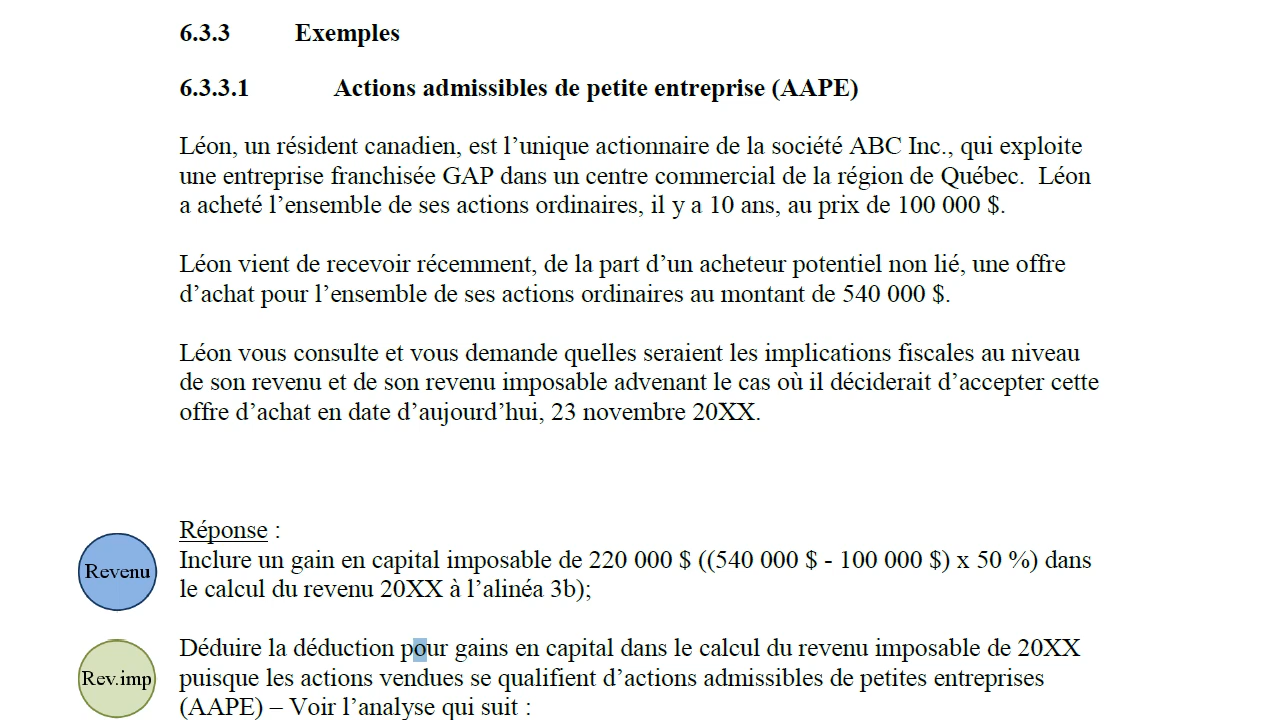 6.3.3 Exemples
6.3.3.1 Actions admissibles de petite entreprise (AAPE)
Léon, un résident canadien, est l’unique actionnaire de la société ABC Inc., qui exploite
une entreprise franchisée GAP dans un centre commercial de la région de Québec.  Léon
a acheté l’ensemble de ses actions ordinaires, il y a 10 ans, au prix de 100 000 $.
Léon vient de recevoir récemment, de la part d’un acheteur potentiel non lié, une offre
d’achat pour l’ensemble de ses actions ordinaires au montant de 540 000 $.
Léon vous consulte et vous demande quelles seraient les implications fiscales au niveau
de son revenu et de son revenu imposable advenant le cas où il déciderait d’accepter cette
offre d’achat en date d’aujourd’hui, 23 novembre 20XX.
Réponse :
Inclure un gain en capital imposable de 220 000 $ ((540 000 $ - 100 000 $) x 50 %) dans
Revenu
le calcul du revenu 20XX à l’alinéa 3b);
Déduire la déduction pour gains en capital dans le calcul du revenu imposable de 20XX
Rev.imp
puisque les actions vendues se qualifient d’actions admissibles de petites entreprises
(AAPE) – Voir l’analyse qui suit :